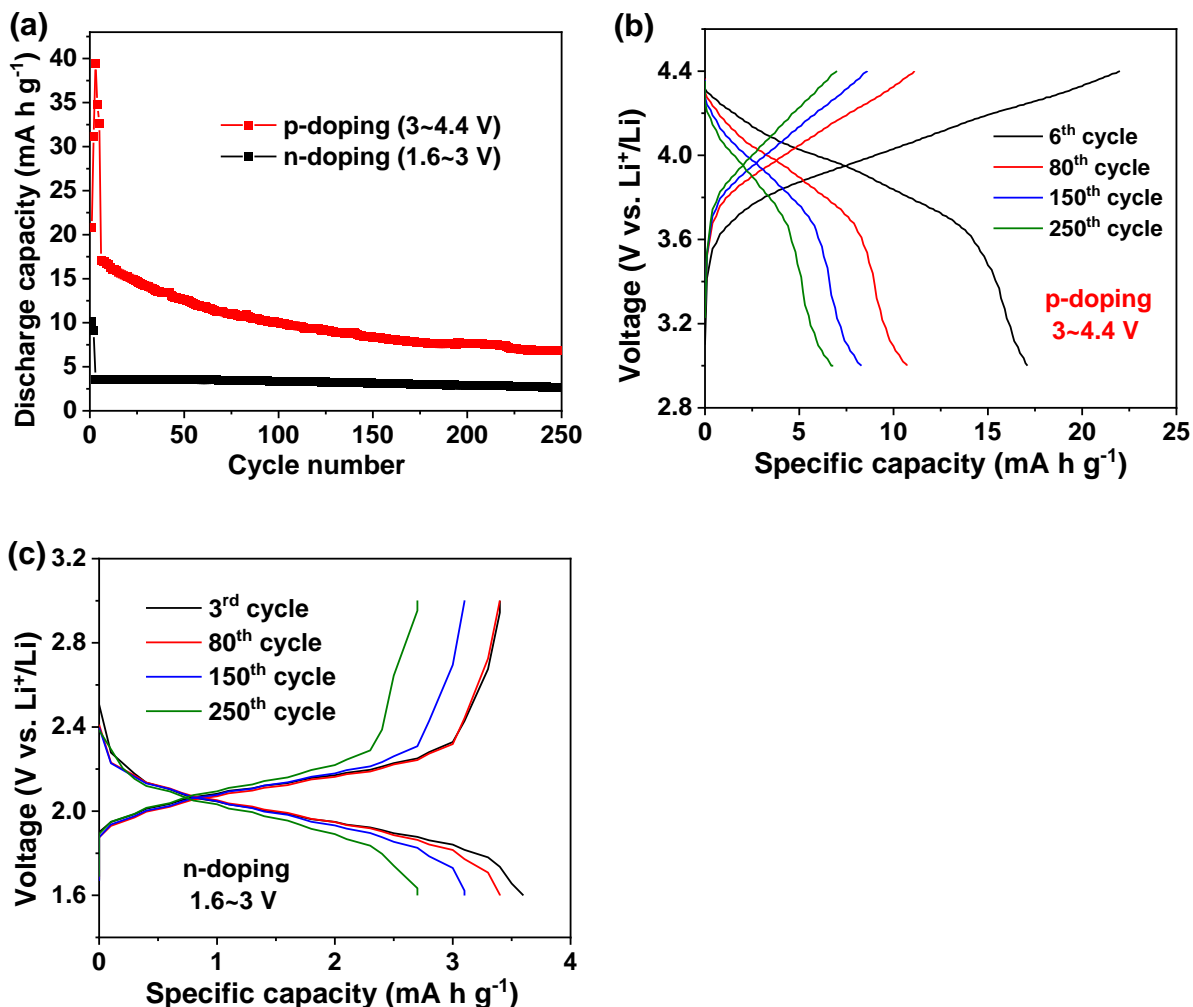 (a)
Discharge capacity (mA h g⁻¹)
40
35
30
25
20
15
10
5
0
p-doping (3~4.4 V)
n-doping (1.6~3 V)
0 50 100 150 200 250
Cycle number
(b)
Voltage (V vs. Li⁺/Li)
4.4
4.0
3.6
3.2
2.8
6th cycle
80th cycle
150th cycle
250th cycle
p-doping
3~4.4 V
0 5 10 15 20 25
Specific capacity (mA h g⁻¹)
(c)
Voltage (V vs. Li⁺/Li)
3.2
2.8
2.4
2.0
1.6
3rd cycle
80th cycle
150th cycle
250th cycle
n-doping
1.6~3 V
0 1 2 3 4
Specific capacity (mA h g⁻¹)